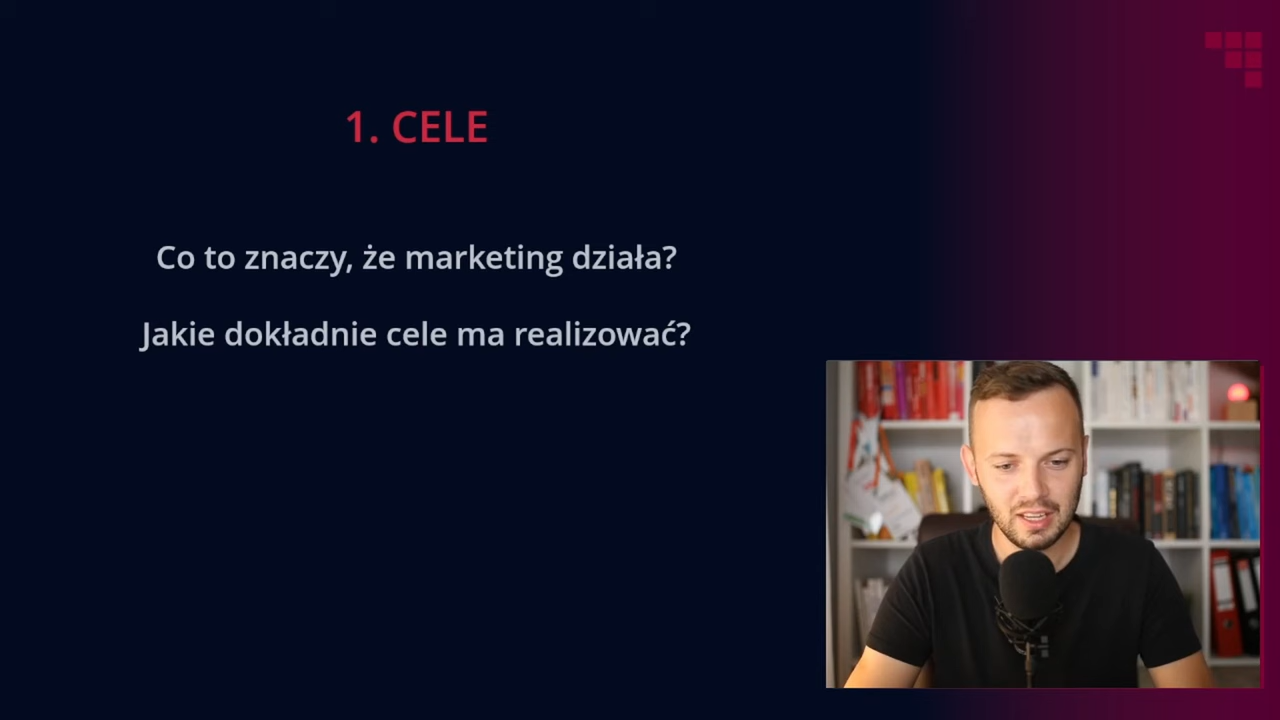 1. CELE
Co to znaczy, że marketing działa?
Jakie dokładnie cele ma realizować?